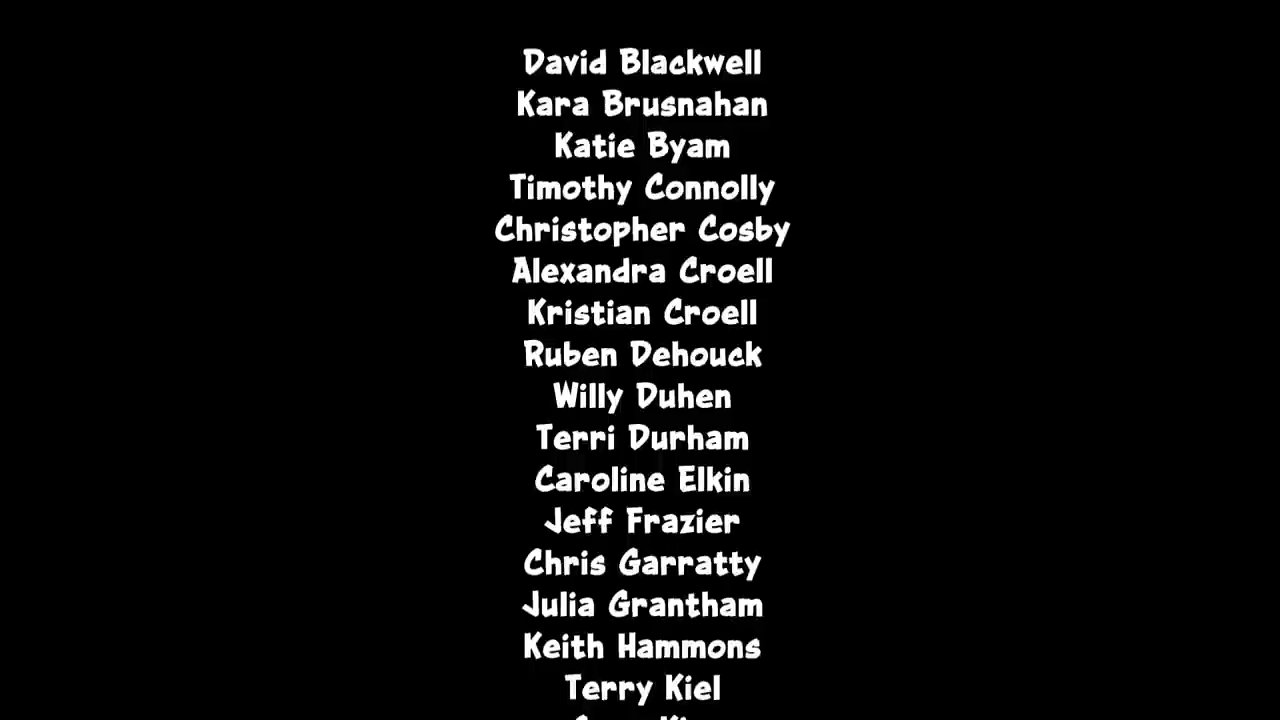 David Blackwell
Kara Brusnahan
Katie Byam
Timothy Connolly
Christopher Cosby
Alexandra Croell
Kristian Croell
Ruben Dehouck
Willy Duhen
Terri Durham
Caroline Elkin
Jeff Frazier
Chris Garratty
Julia Grantham
Keith Hammons
Terry Kiel